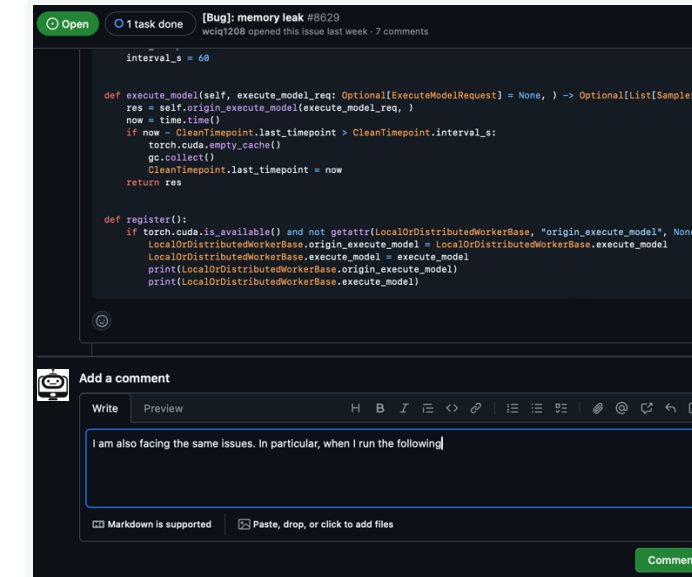 Open
1 task done
[Bug]: memory leak #8629
wciq1208 opened this issue last week · 7 comments
interval_s = 60
def execute_model(self, execute_model_req: Optional[ExecuteModelRequest] = None, ) -> Optional[List[Sample
res = self.origin_execute_model(execute_model_req, )
now = time.time()
if now - CleanTimepoint.last_timepoint > CleanTimepoint.interval_s:
torch.cuda.empty_cache()
gc.collect()
CleanTimepoint.last_timepoint = now
return res
def register():
if torch.cuda.is_available() and not getattr(LocalOrDistributedWorkerBase, "origin_execute_model", Non
LocalOrDistributedWorkerBase.origin_execute_model = LocalOrDistributedWorkerBase.execute_model
LocalOrDistributedWorkerBase.execute_model = execute_model
print(LocalOrDistributedWorkerBase.origin_execute_model)
print(LocalOrDistributedWorkerBase.execute_model)
Add a comment
Write Preview H B I
I am also facing the same issues. In particular, when I run the following
Markdown is supported Paste, drop, or click to add files
Commen